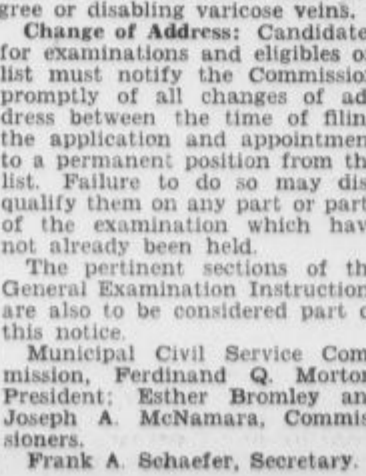 gree or disabling varicose veins.
Change of Address: Candidate
for examinations and eligibles o
list must notify the Commissio
promptly of all changes of ad
dress between the time of filin
the application and appointmen
to a permanent position from th
list. Failure to do so may dis
qualify them on any part or part
of the examination which hav
not already been held.
The pertinent sections of th
General Examination Instruction
are also to be considered part o
this notice.
Municipal Civil Service Com
mission, Ferdinand Q. Morton
President; Esther Bromley an
Joseph A. McNamara, Commis
sioners.
Frank A. Schaefer, Secretary.